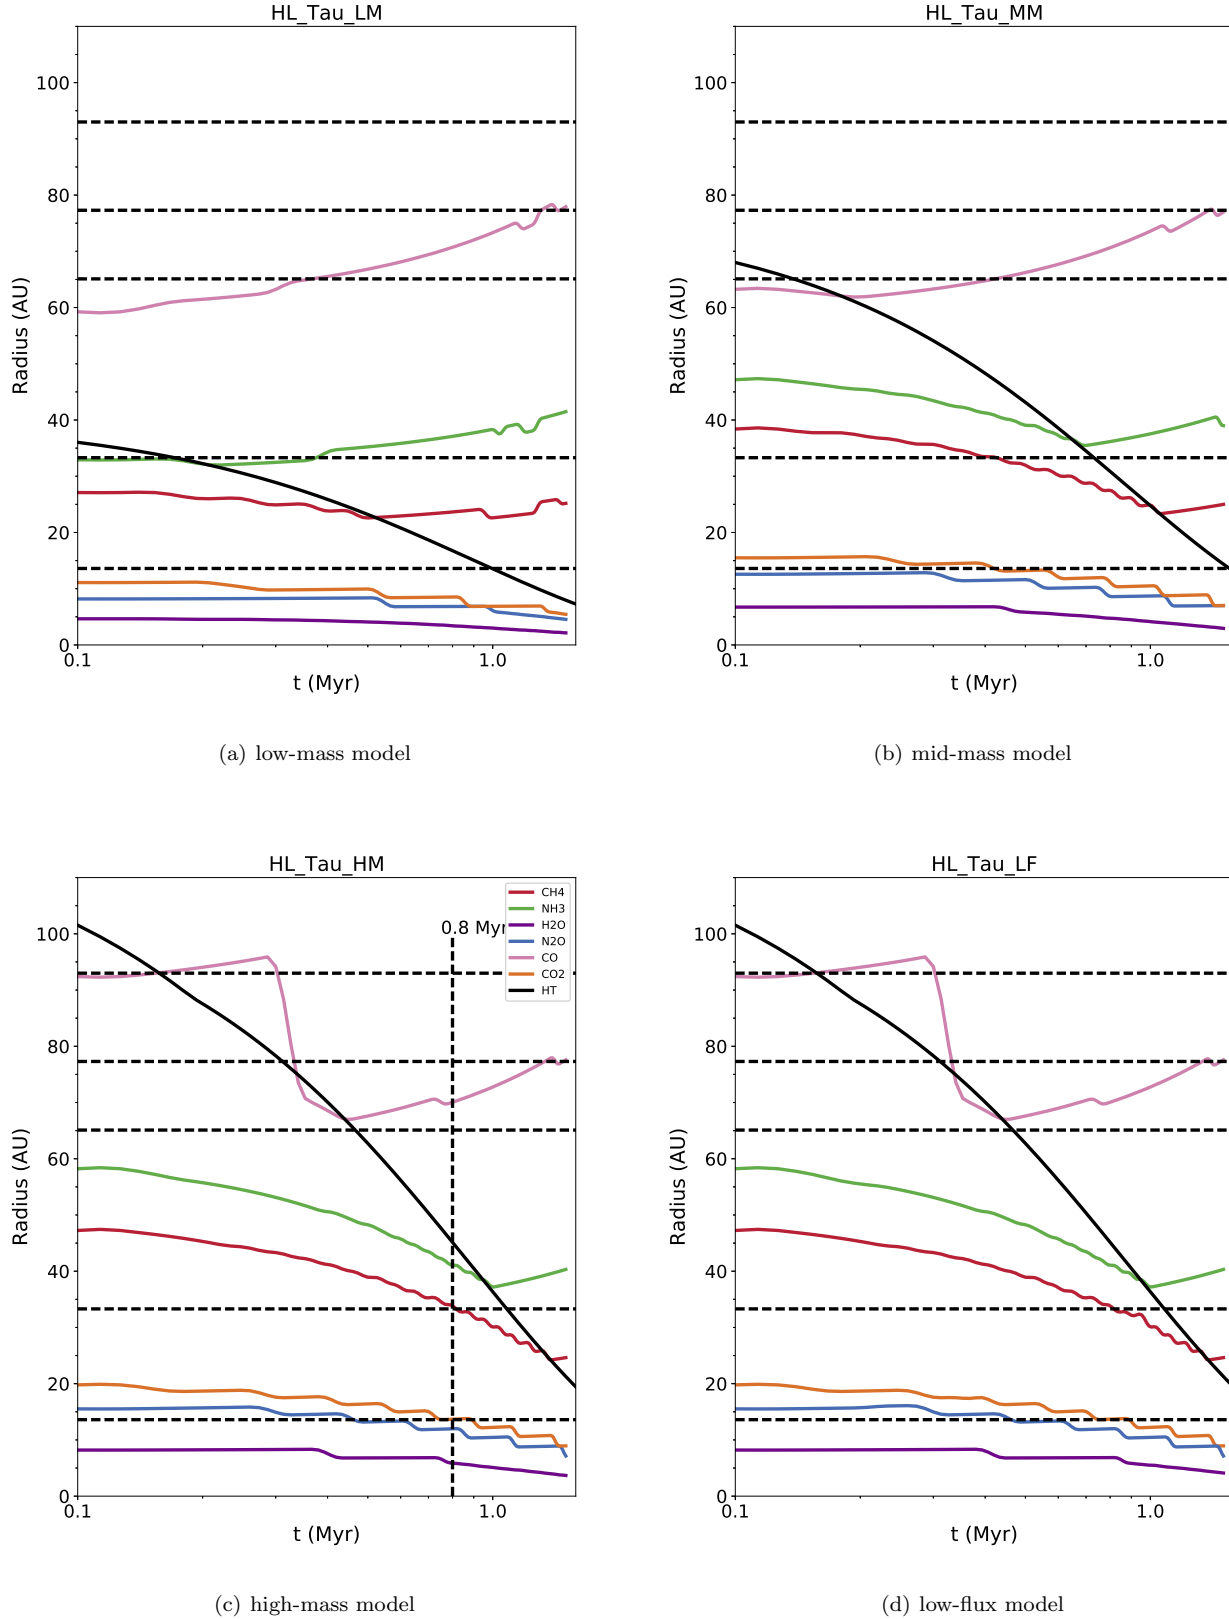 HL_Tau_LM
100
80
60
40
20
0
Radius (AU)
0.1
1.0
t (Myr)
(a) low-mass model
HL_Tau_MM
100
80
60
40
20
0
Radius (AU)
0.1
1.0
t (Myr)
(b) mid-mass model
HL_Tau_HM
100
80
60
40
20
0
Radius (AU)
0.8 Myr
CH4
NH3
H2O
N2O
CO
CO2
HT
0.1
1.0
t (Myr)
(c) high-mass model
HL_Tau_LF
100
80
60
40
20
0
Radius (AU)
0.1
1.0
t (Myr)
(d) low-flux model